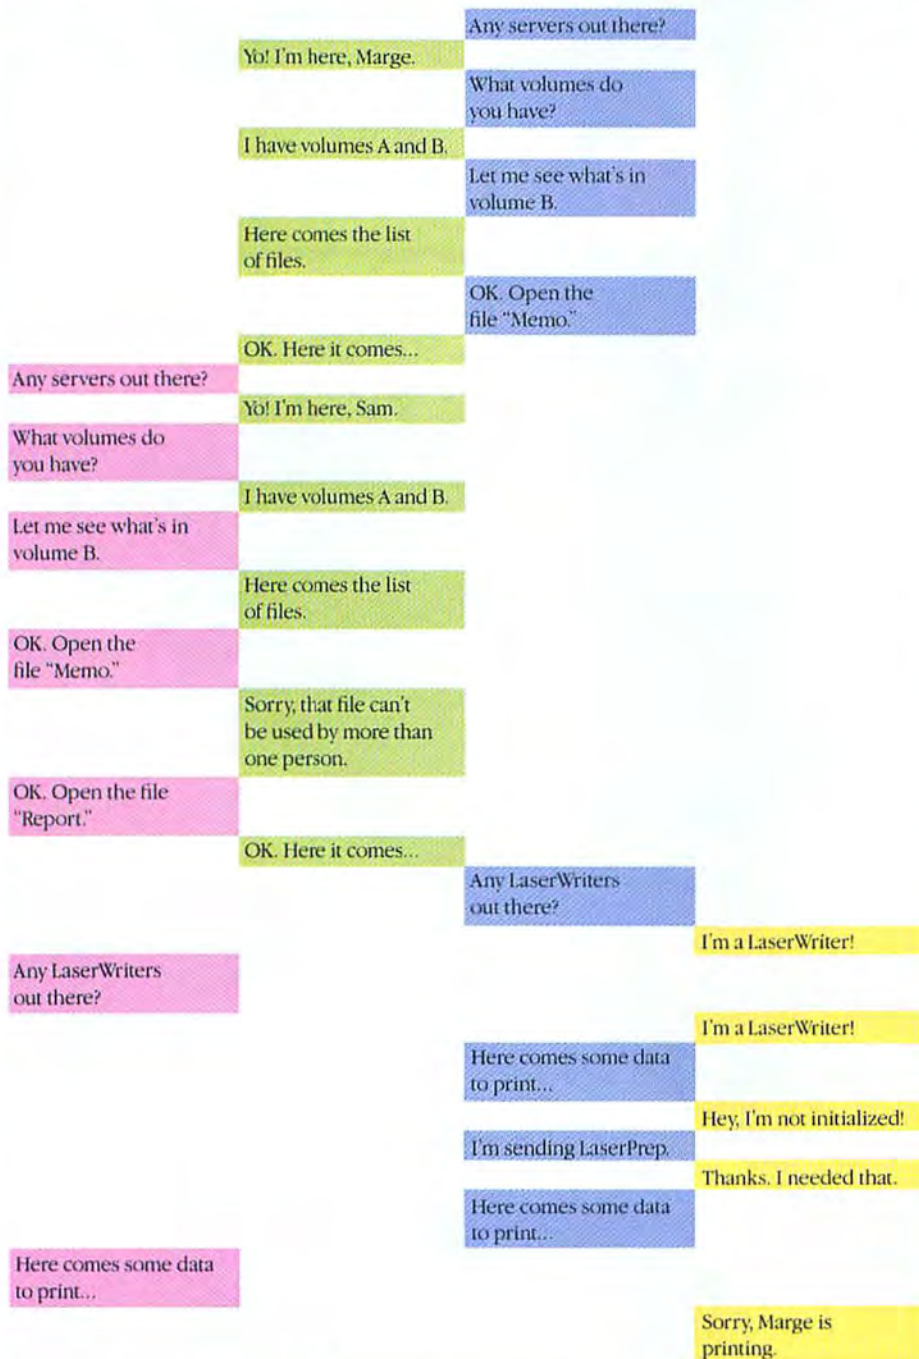 Any servers out there?
Yo! I'm here, Marge.
What volumes do
you have?
I have volumes A and B.
Let me see what's in
volume B.
Here comes the list
of files.
OK. Open the
file “Memo.”
OK. Here it comes...
Any servers out there?
Yo! I'm here, Sam.
What volumes do
you have?
I have volumes A and B.
Let me see what's in
volume B.
Here comes the list
of files.
OK. Open the
file “Memo.”
Sorry, that file can't
be used by more than
one person.
OK. Open the file
“Report.”
OK. Here it comes...
Any LaserWriters
out there?
I'm a LaserWriter!
Any LaserWriters
out there?
I'm a LaserWriter!
Here comes some data
to print...
Hey, I'm not initialized!
I'm sending LaserPrep.
Thanks. I needed that.
Here comes some data
to print...
Here comes some data
to print...
Sorry, Marge is
printing.